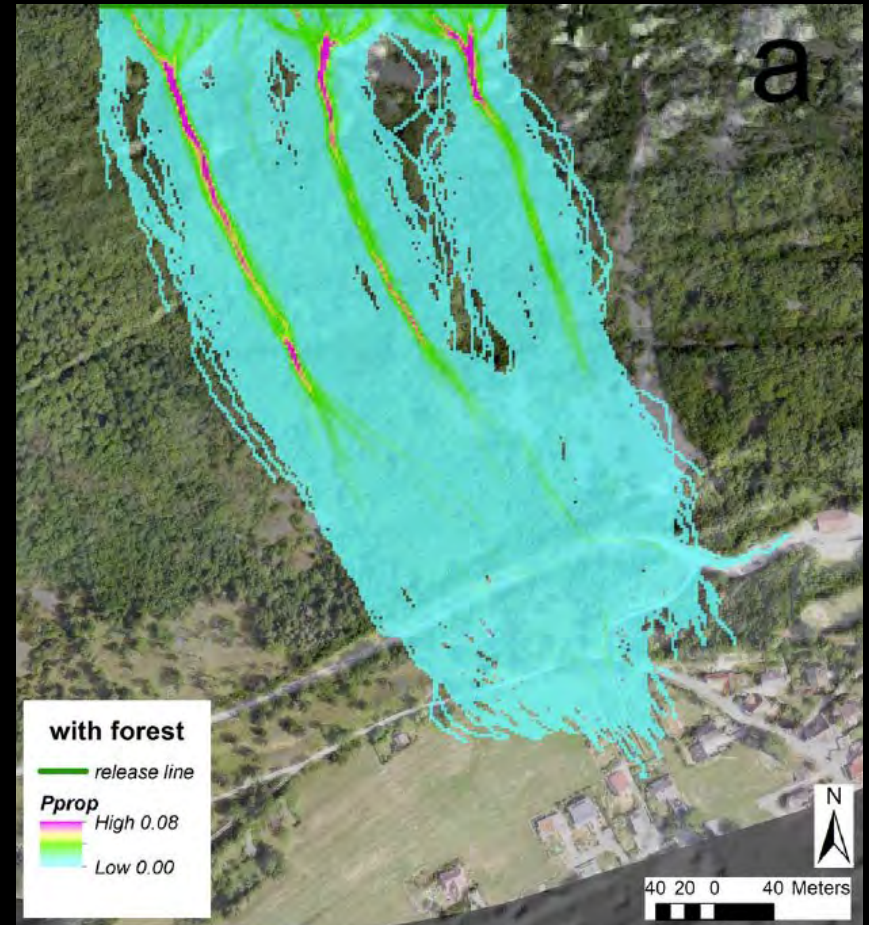 a
with forest
release line
Pprop
High 0.08
Low 0.00
N
40 20 0 40 Meters